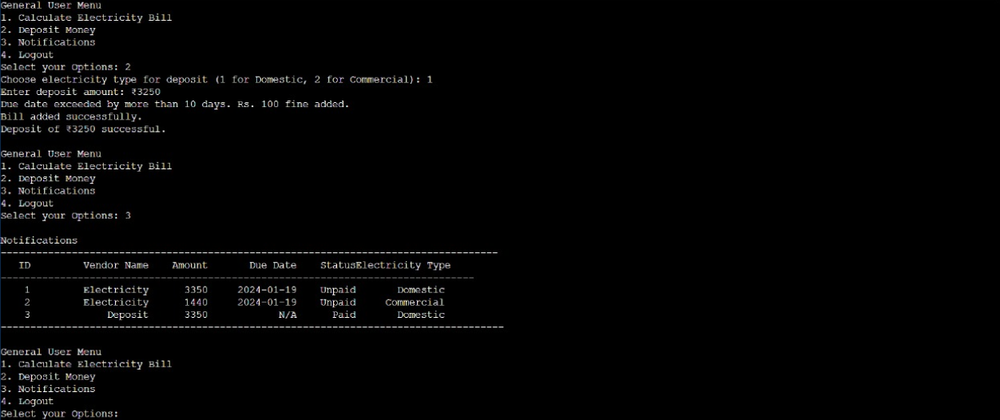 General User Menu
1. Calculate Electricity Bill
2. Deposit Money
3. Notifications
4. Logout
Select your Options: 2
Choose electricity type for deposit (1 for Domestic, 2 for Commercial): 1
Enter deposit amount: ₹3250
Due date exceeded by more than 10 days. Rs. 100 fine added.
Bill added successfully.
Deposit of ₹3250 successful.
General User Menu
1. Calculate Electricity Bill
2. Deposit Money
3. Notifications
4. Logout
Select your Options: 3
Notifications
------------------------------------------------------------------------------------
ID Vendor Name Amount Due Date StatusElectricity Type
--------------------------------------------------------------------------------
1 Electricity 3350 2024-01-19 Unpaid Domestic
2 Electricity 1440 2024-01-19 Unpaid Commercial
3 Deposit 3350 N/A Paid Domestic
-------------------------------------------------------------------------------------
General User Menu
1. Calculate Electricity Bill
2. Deposit Money
3. Notifications
4. Logout
Select your Options: